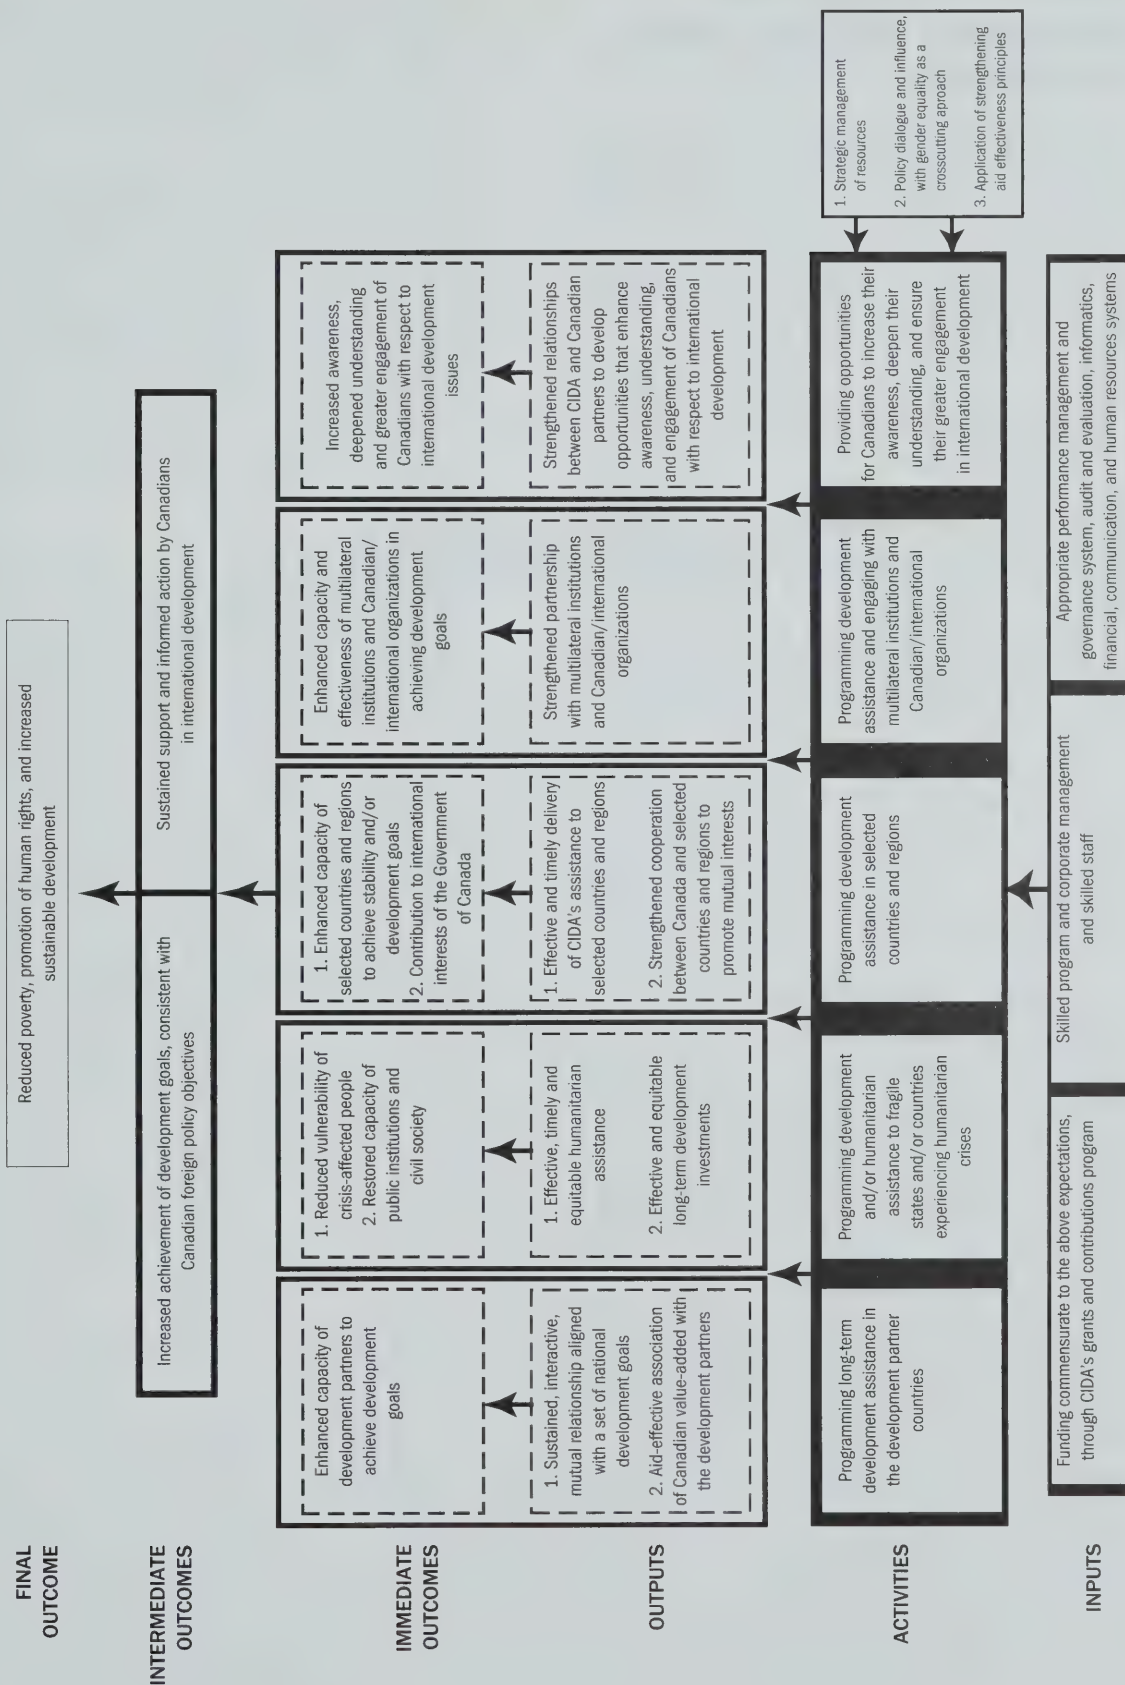 FINAL
OUTCOME
Reduced poverty, promotion of human rights, and increased
sustainable development
INTERMEDIATE
OUTCOMES
Increased achievement of development goals, consistent with
Canadian foreign policy objectives
Sustained support and informed action by Canadians
in international development
IMMEDIATE
OUTCOMES
Enhanced capacity of
development partners to
achieve development
goals
1. Reduced vulnerability of
crisis-affected people
2. Restored capacity of
public institutions and
civil society
1. Enhanced capacity of
selected countries and regions
to achieve stability and/or
development goals
2. Contribution to international
interests of the Government
of Canada
Enhanced capacity and
effectiveness of multilateral
institutions and Canadian/
international organizations in
achieving development
goals
Increased awareness,
deepened understanding
and greater engagement of
Canadians with respect to
international development
issues
OUTPUTS
1. Sustained, interactive,
mutual relationship aligned
with a set of national
development goals
2. Aid-effective association
of Canadian value-added with
the development partners
1. Effective, timely and
equitable humanitarian
assistance
2. Effective and equitable
long-term development
investments
1. Effective and timely delivery
of CIDA's assistance to
selected countries and regions
2. Strengthened cooperation
between Canada and selected
countries and regions to
promote mutual interests
Strengthened partnership
with multilateral institutions
and Canadian/international
organizations
Strengthened relationships
between CIDA and Canadian
partners to develop
opportunities that enhance
awareness, understanding,
and engagement of Canadians
with respect to international
development
ACTIVITIES
Programming long-term
development assistance in
the development partner
countries
Programming development
and/or humanitarian
assistance to fragile
states and/or countries
experiencing humanitarian
crises
Programming development
assistance in selected
countries and regions
Programming development
assistance and engaging with
multilateral institutions and
Canadian/international
organizations
Providing opportunities
for Canadians to increase their
awareness, deepen their
understanding, and ensure
their greater engagement
in international development
1. Strategic management
of resources
2. Policy dialogue and influence,
with gender equality as a
crosscutting aproach
3. Application of strengthening
aid effectiveness principles
INPUTS
Funding commensurate to the above expectations,
through CIDA's grants and contributions program
Skilled program and corporate management
and skilled staff
Appropriate performance management and
governance system, audit and evaluation, informatics,
financial, communication, and human resources systems